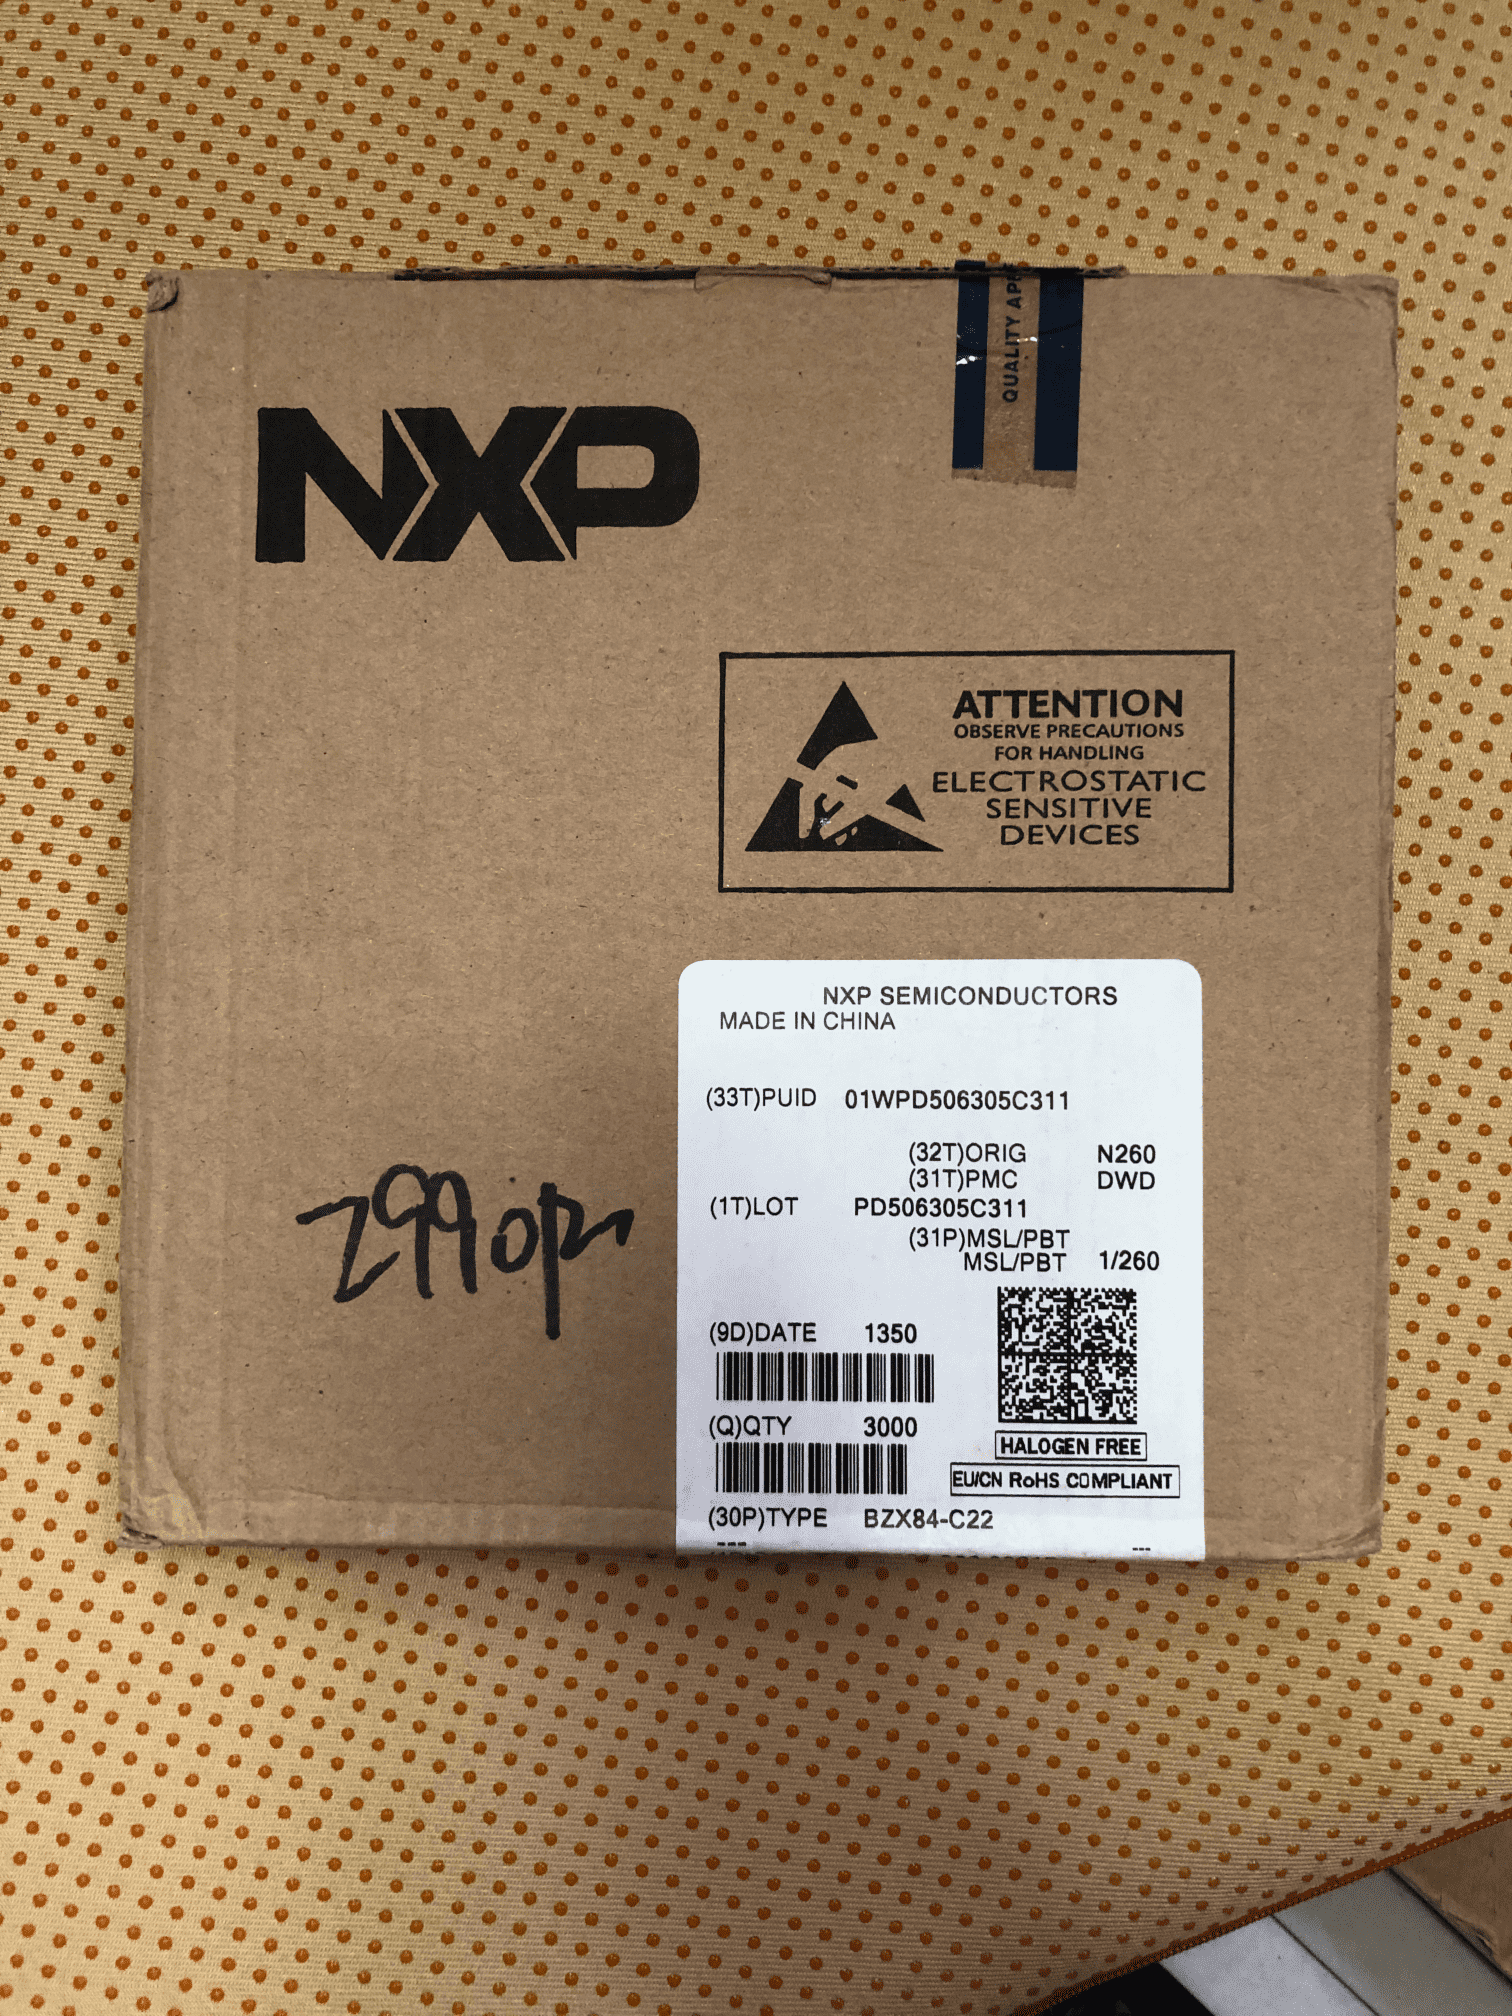 QUALITY AP
NXP
ATTENTION
OBSERVE PRECAUTIONS
FOR HANDLING
ELECTROSTATIC
SENSITIVE
DEVICES
NXP SEMICONDUCTORS
MADE IN CHINA
(33T)PUID 01WPD506305C311
(32T)ORIG N260
(31T)PMC DWD
(1T)LOT PD506305C311
(31P)MSL/PBT
MSL/PBT 1/260
(9D)DATE 1350
(Q)QTY 3000
HALOGEN FREE
EU/CN RoHS COMPLIANT
(30P)TYPE BZX84-C22
--- ---